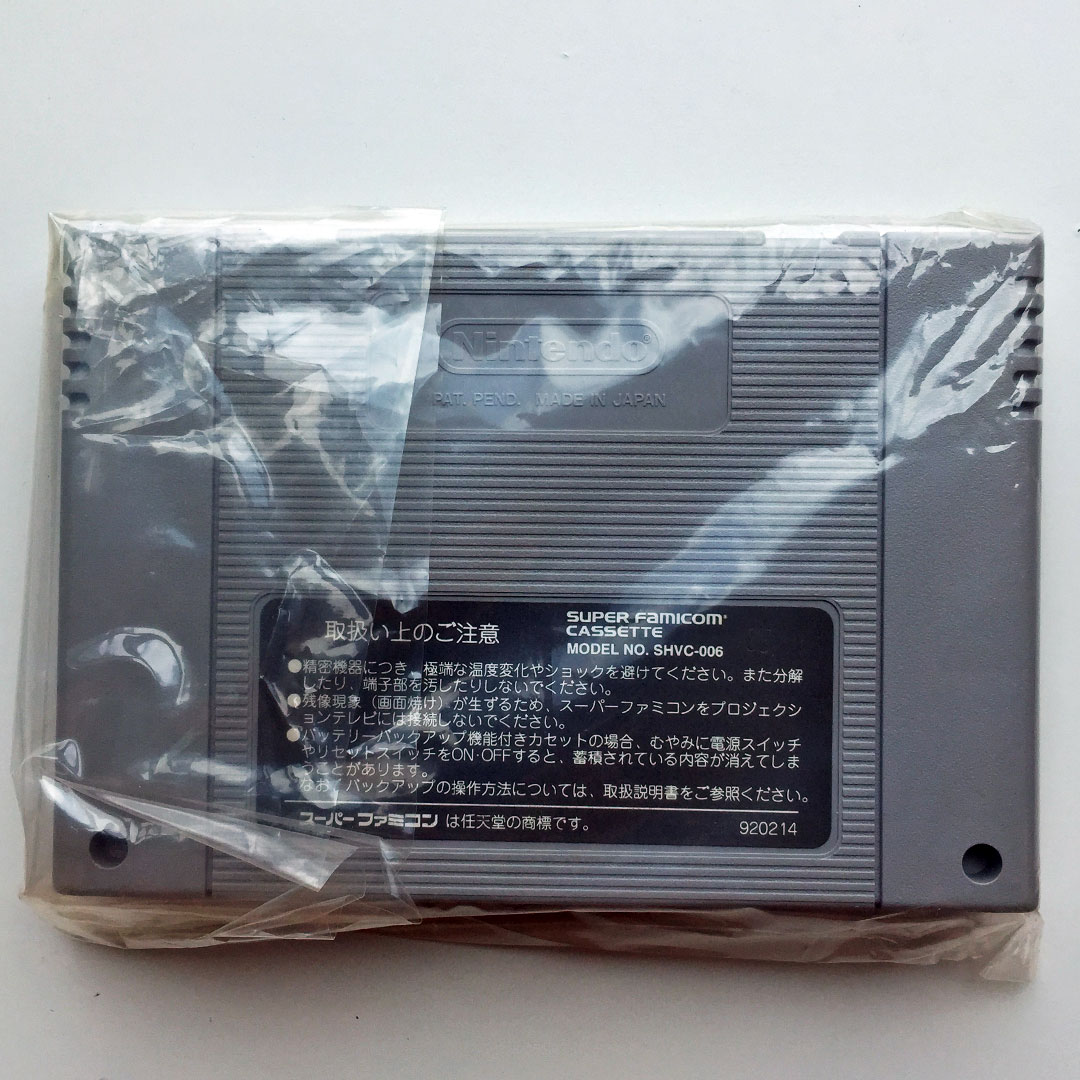 Nintendo®
PAT. PEND. MADE IN JAPAN
取扱い上のご注意
SUPER FAMICOM®
CASSETTE
MODEL NO. SHVC-006
●精密機器につき、極端な温度変化やショックを避けてください。また分解
したり、端子部を汚したりしないでください。
●残像現象（画面焼け）が生ずるため、スーパーファミコンをプロジェクシ
ョンテレビには接続しないでください。
●バッテリーバックアップ機能付きカセットの場合、むやみに電源スイッチ
やリセットスイッチをON·OFFすると、蓄積されている内容が消えてしま
うことがあります。
なお、バックアップの操作方法については、取扱説明書をご参照ください。
スーパーファミコン は任天堂の商標です。
920214